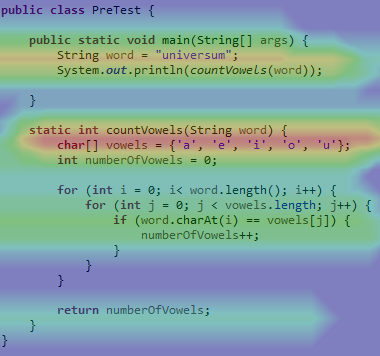 public class PreTest {
public static void main(String[] args) {
String word = "universum";
System.out.println(countVowels(word));
}
static int countVowels(String word) {
char[] vowels = {'a', 'e', 'i', 'o', 'u'};
int numberOfVowels = 0;
for (int i = 0; i< word.length(); i++) {
for (int j = 0; j < vowels.length; j++) {
if (word.charAt(i) == vowels[j]) {
numberOfVowels++;
}
}
}
return numberOfVowels;
}
}